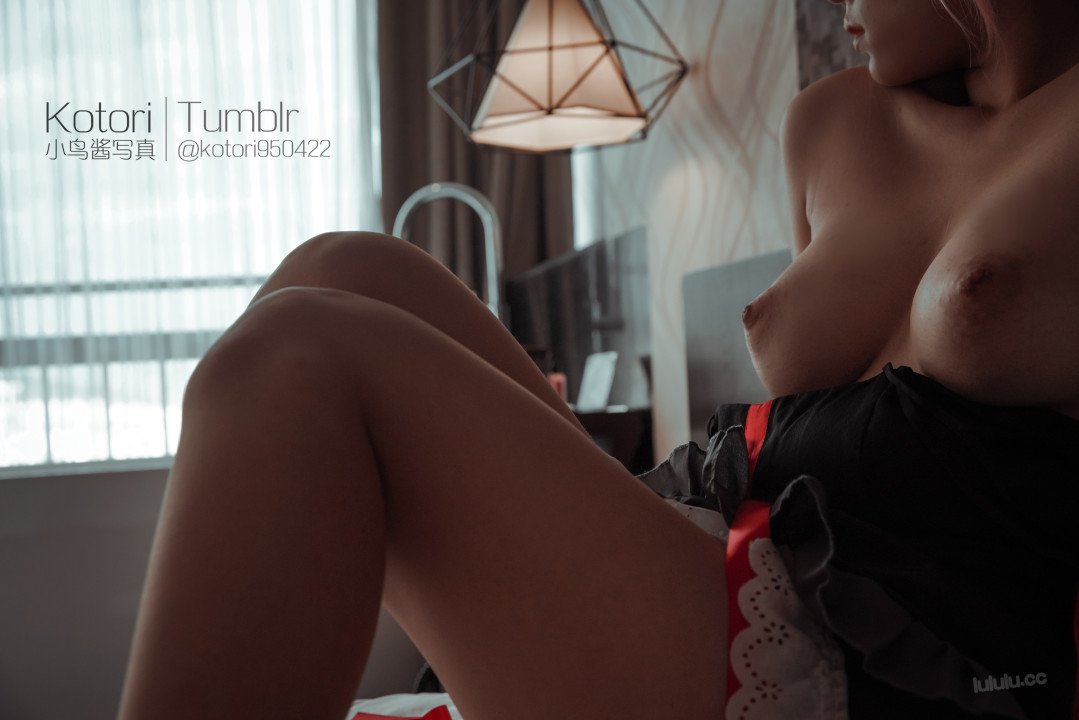 Kotori | Tumblr
小鸟酱写真 | @kotori950422
lululu.cc